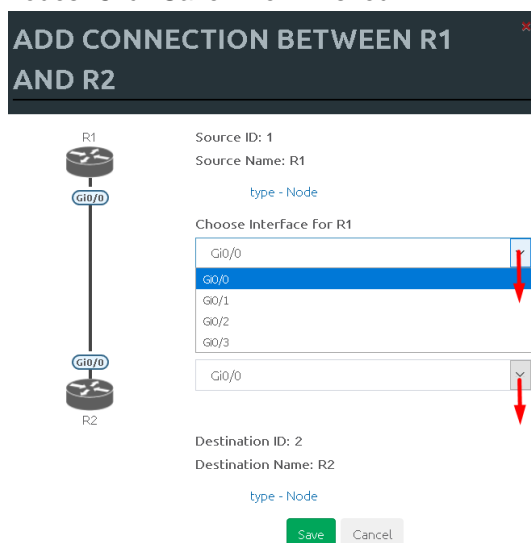 ADD CONNECTION BETWEEN R1
AND R2
R1
Gi0/0
Gi0/0
R2
Source ID: 1
Source Name: R1
type - Node
Choose Interface for R1
Gi0/0
Gi0/0
Gi0/1
Gi0/2
Gi0/3
Gi0/0
Destination ID: 2
Destination Name: R2
type - Node
Save Cancel